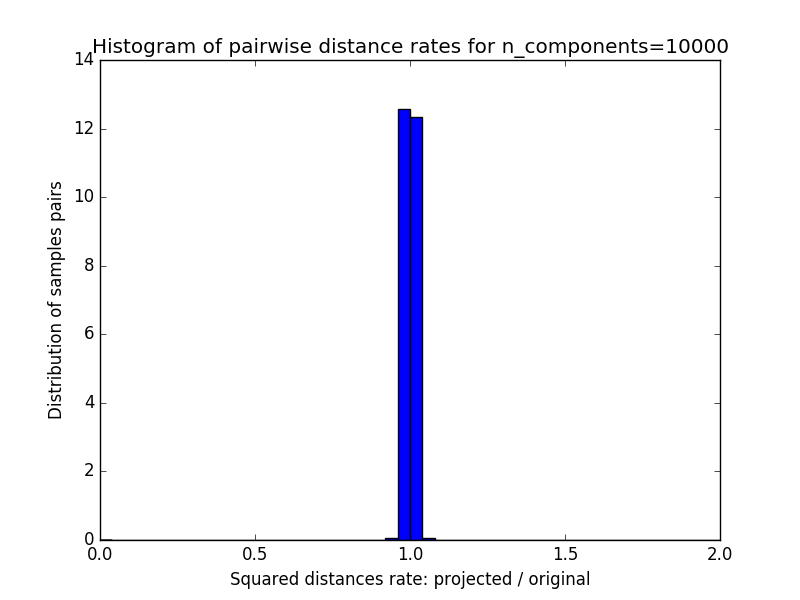 Histogram of pairwise distance rates for n_components=10000
14
12
10
8
6
4
2
0
Distribution of samples pairs
0.0 0.5 1.0 1.5 2.0
Squared distances rate: projected / original